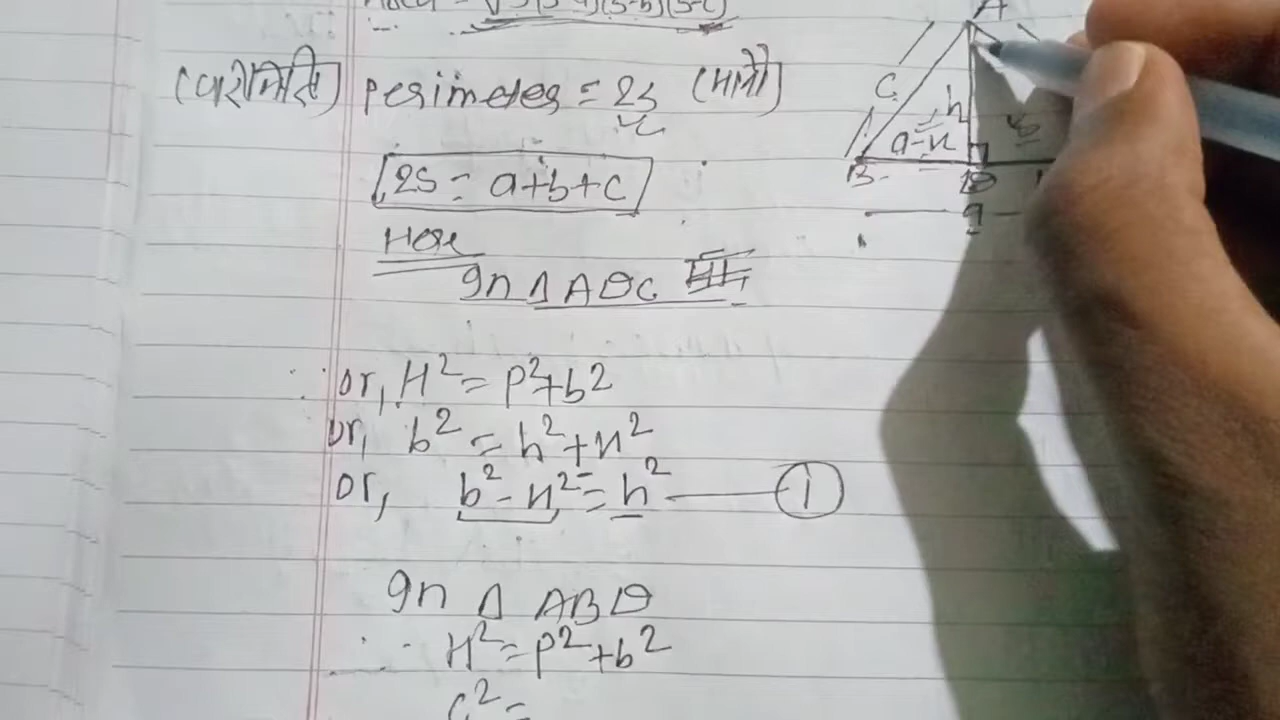 Area = √s(s-a)(s-b)(s-c)
(परिमिति) perimeter = 2s (मानौ)
2s = a+b+c
Here
In Δ ADC
or, H² = p²+b²
or, b² = h²+x²
or, b²-x² = h² ——— ①
In Δ ABD
∴ H² = p²+b²
c² =
A
C
h
a-x
x
B
D
a